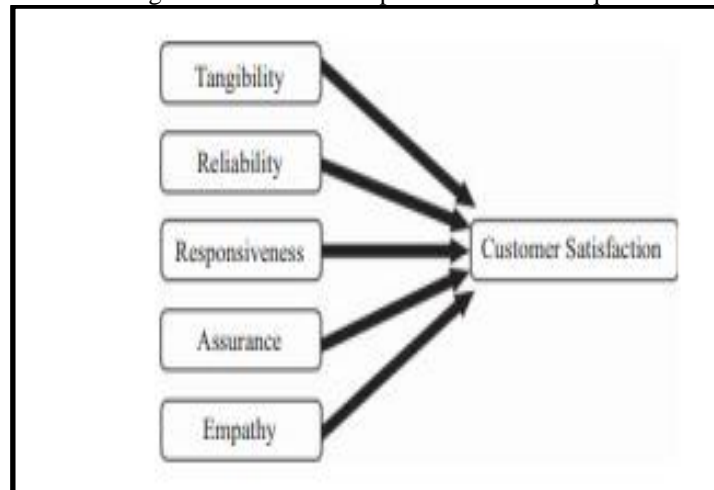 Tangibility
Reliability
Responsiveness
Customer Satisfaction
Assurance
Empathy